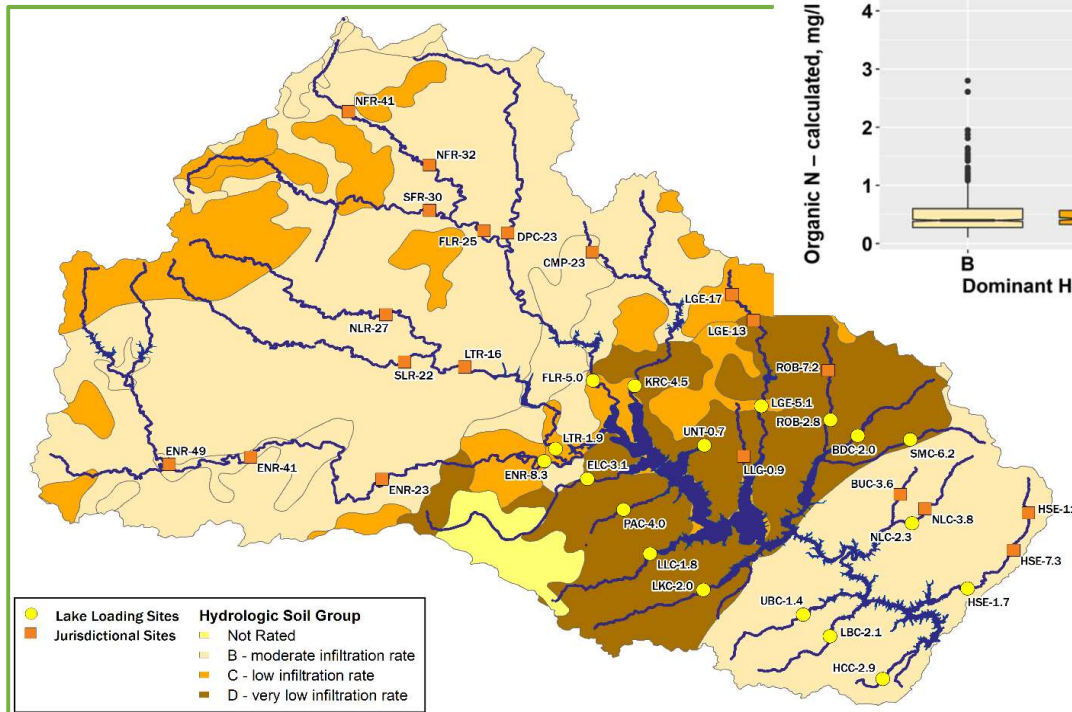 NFR-41
NFR-32
SFR-30
FLR-25
DPC-23
CMP-23
LGE-17
LGE-13
NLR-27
SLR-22
LTR-16
FLR-5.0
KRC-4.5
ROB-7.2
LGE-5.1
ROB-2.8
UNT-0.7
BDC-2.0
SMC-6.2
LTR-1.9
ENR-8.3
ELC-3.1
LLG-0.9
ENR-49
ENR-41
ENR-23
BUC-3.6
NLC-3.8
NLC-2.3
HSE-11
HSE-7.3
PAC-4.0
LLC-1.8
LKC-2.0
HSE-1.7
UBC-1.4
LBC-2.1
HCC-2.9
Lake Loading Sites
Jurisdictional Sites
Hydrologic Soil Group
Not Rated
B - moderate infiltration rate
C - low infiltration rate
D - very low infiltration rate
Organic N – calculated, mg/l
4
3
2
1
0
B
Dominant H